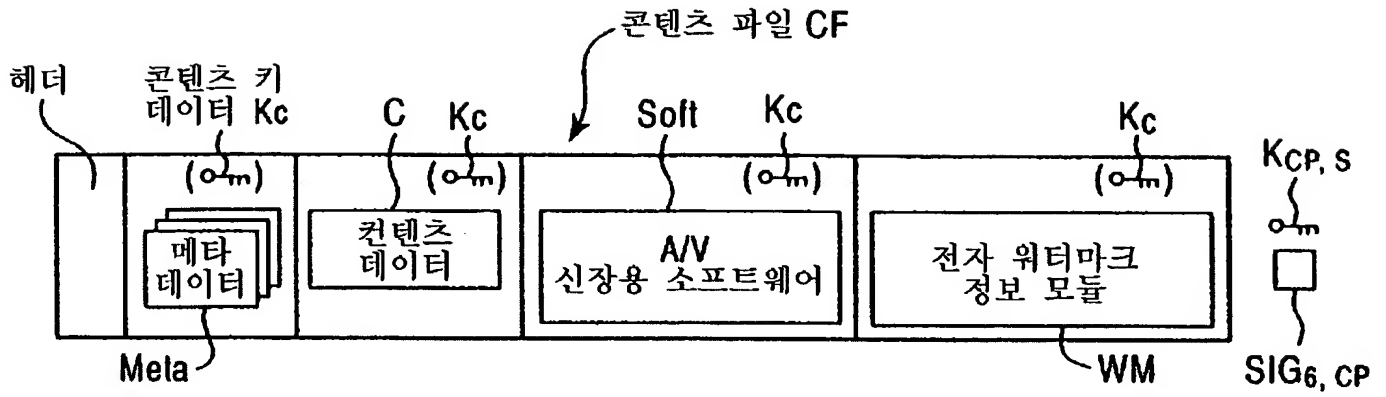 콘텐츠 파일 CF
헤더
콘텐츠 키
데이터 Kc
C
Kc
Soft
Kc
Kc
KCP, S
메타
데이터
컨텐츠
데이터
A/V
신장용 소프트웨어
전자 워터마크
정보 모듈
Meta
WM
SIG6, CP